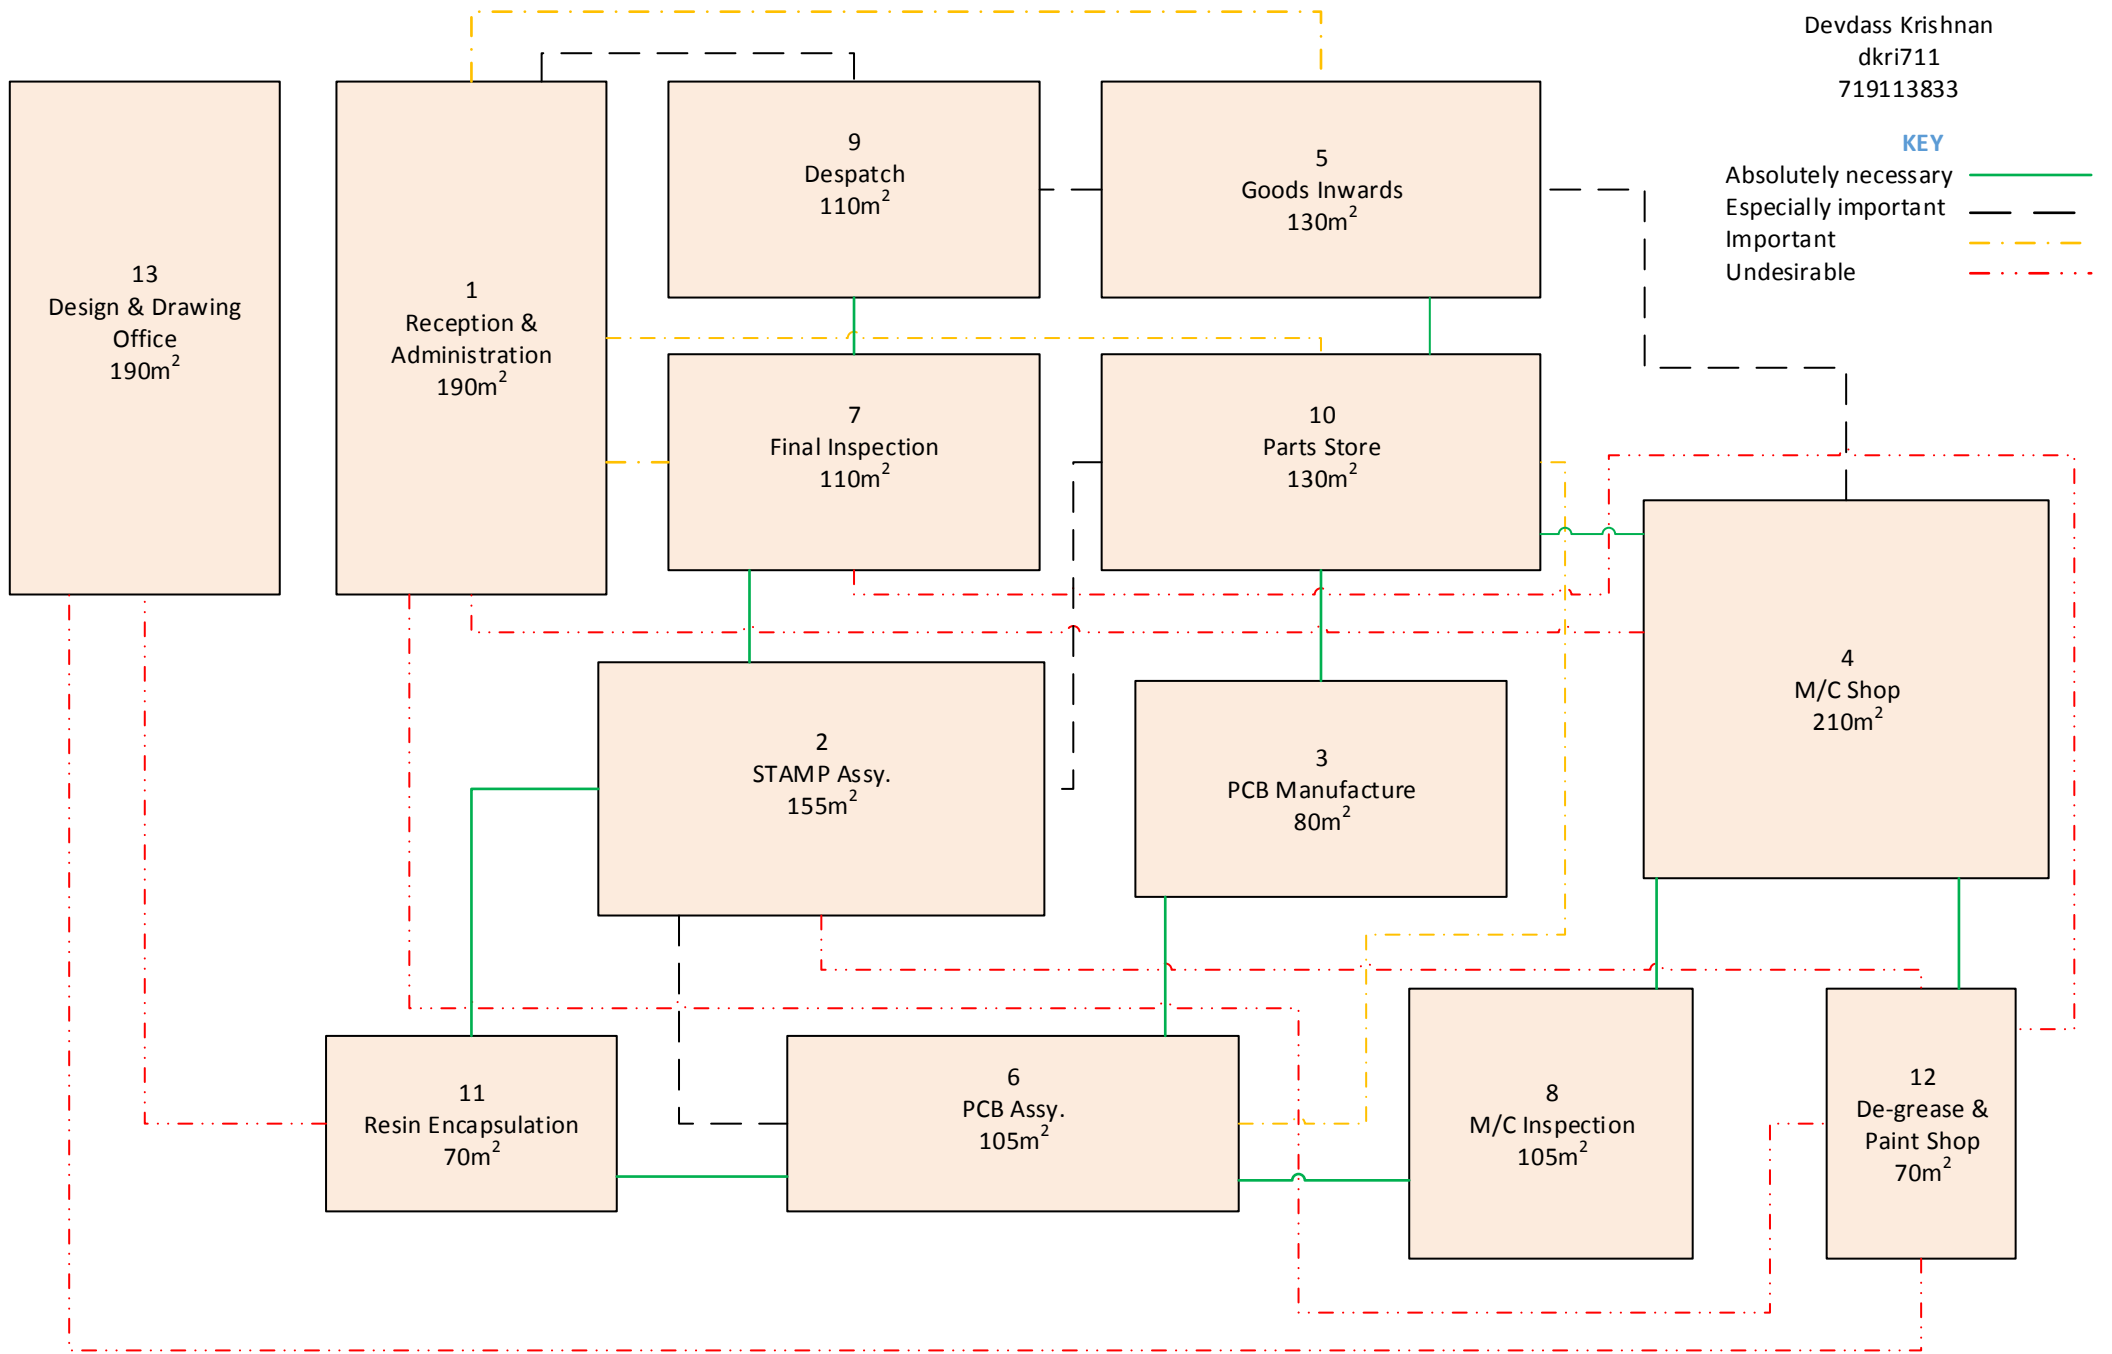 Devdass Krishnan
dkri711
719113833
KEY
Absolutely necessary
Especially important
Important
Undesirable
13
Design & Drawing
Office
190m²
1
Reception &
Administration
190m²
9
Despatch
110m²
5
Goods Inwards
130m²
7
Final Inspection
110m²
10
Parts Store
130m²
4
M/C Shop
210m²
2
STAMP Assy.
155m²
3
PCB Manufacture
80m²
11
Resin Encapsulation
70m²
6
PCB Assy.
105m²
8
M/C Inspection
105m²
12
De-grease &
Paint Shop
70m²